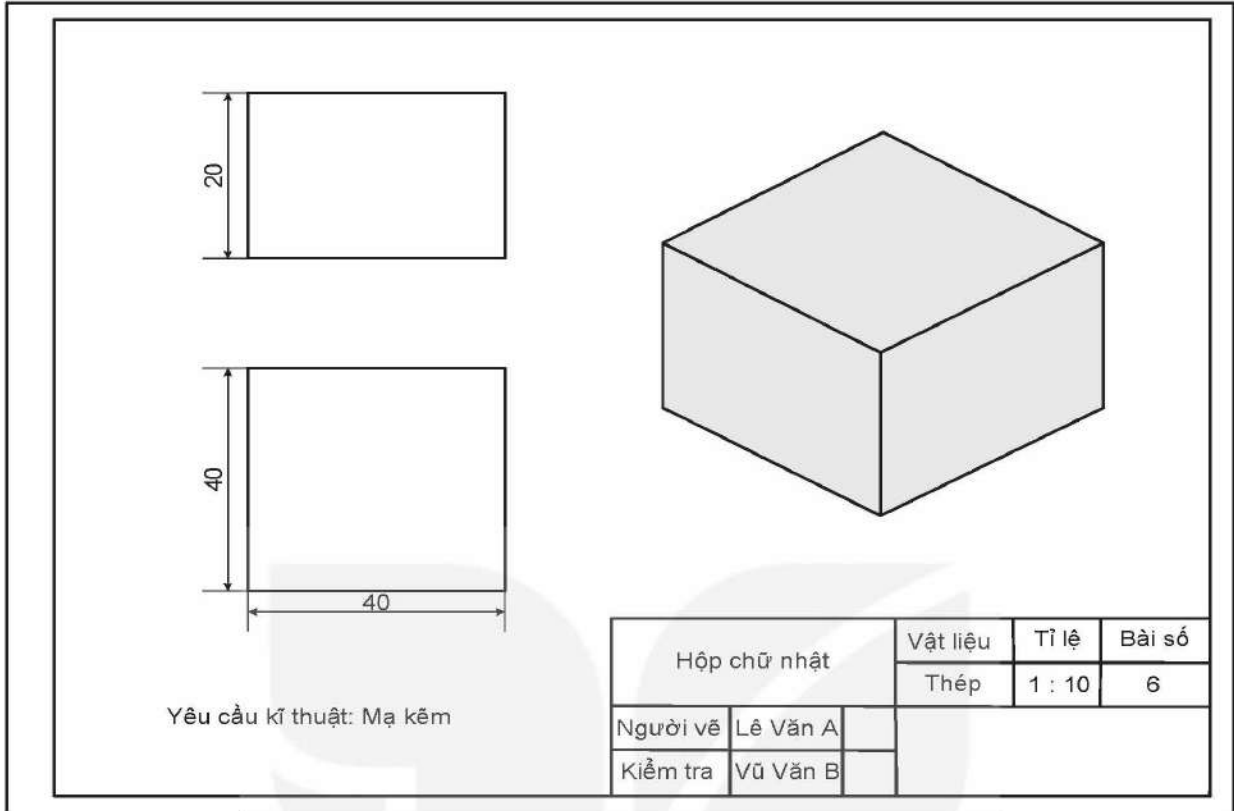 20
40
40
Yêu cầu kĩ thuật: Mạ kẽm
Hộp chữ nhật
Vật liệu Tỉ lệ Bài số
Thép 1 : 10 6
Người vẽ Lê Văn A
Kiểm tra Vũ Văn B